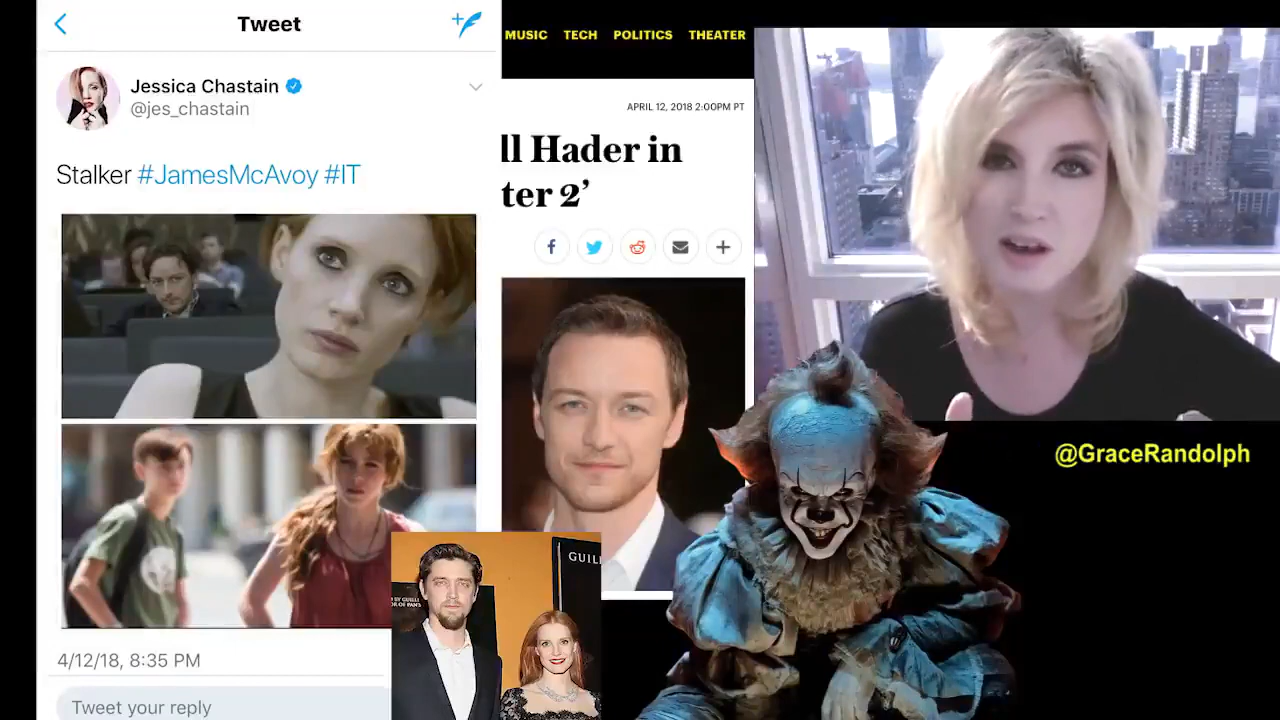 Tweet
Jessica Chastain
@jes_chastain
Stalker #JamesMcAvoy #IT
4/12/18, 8:35 PM
Tweet your reply
MUSIC TECH POLITICS THEATER
APRIL 12, 2018 2:00PM PT
ll Hader in
ter 2’
f
+
GUILL
@GraceRandolph